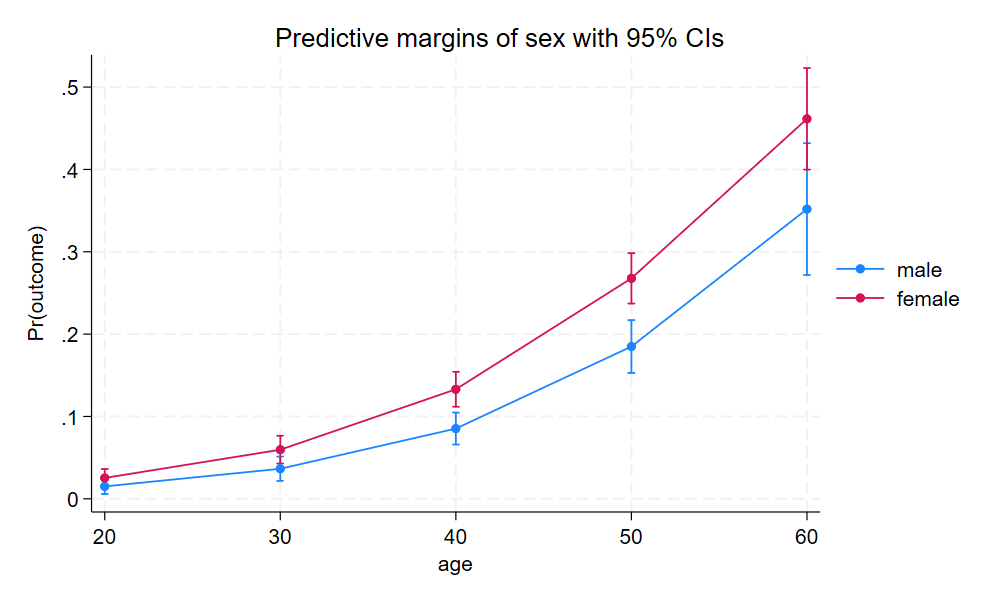 Predictive margins of sex with 95% CIs
Pr(outcome)
.5
.4
.3
.2
.1
0
20 30 40 50 60
age
male
female